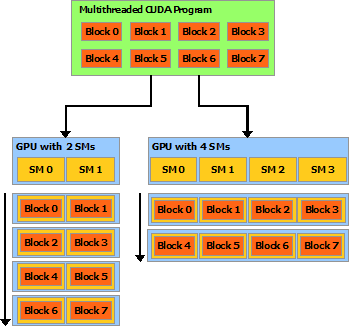 Multithreaded CUDA Program
Block 0 Block 1 Block 2 Block 3
Block 4 Block 5 Block 6 Block 7
GPU with 2 SMs
SM 0 SM 1
Block 0 Block 1
Block 2 Block 3
Block 4 Block 5
Block 6 Block 7
GPU with 4 SMs
SM 0 SM 1 SM 2 SM 3
Block 0 Block 1 Block 2 Block 3
Block 4 Block 5 Block 6 Block 7